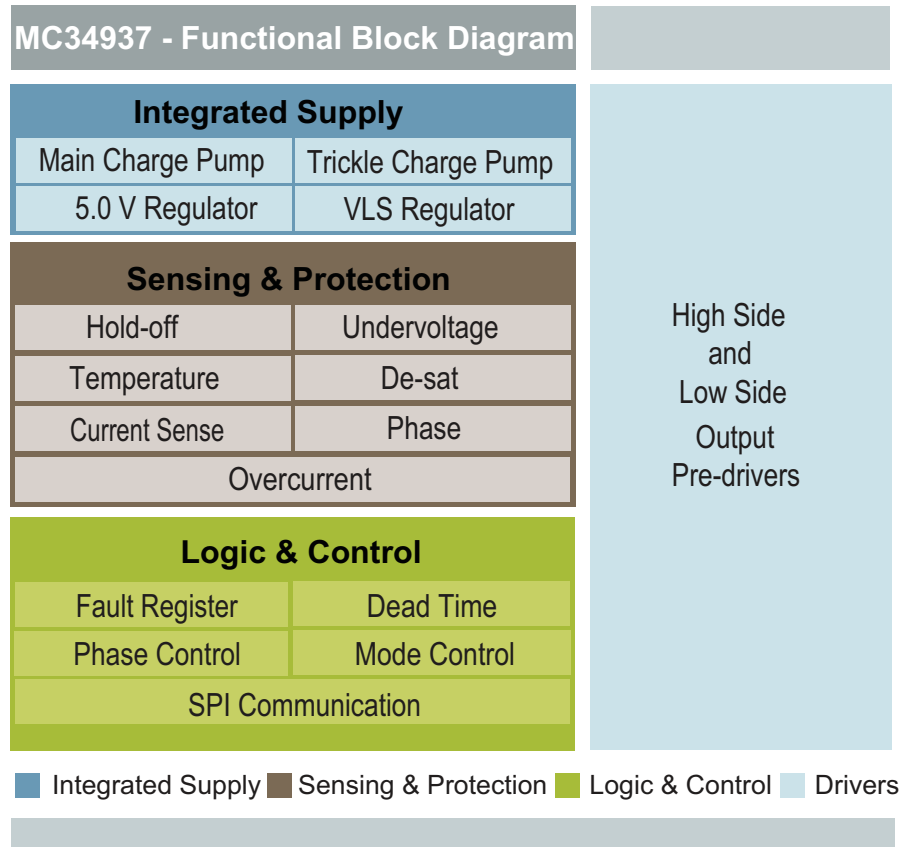 MC34937 - Functional Block Diagram
Integrated Supply
Main Charge Pump
Trickle Charge Pump
5.0 V Regulator
VLS Regulator
Sensing & Protection
Hold-off
Undervoltage
Temperature
De-sat
Current Sense
Phase
Overcurrent
Logic & Control
Fault Register
Dead Time
Phase Control
Mode Control
SPI Communication
High Side
and
Low Side
Output
Pre-drivers
Integrated Supply
Sensing & Protection
Logic & Control
Drivers